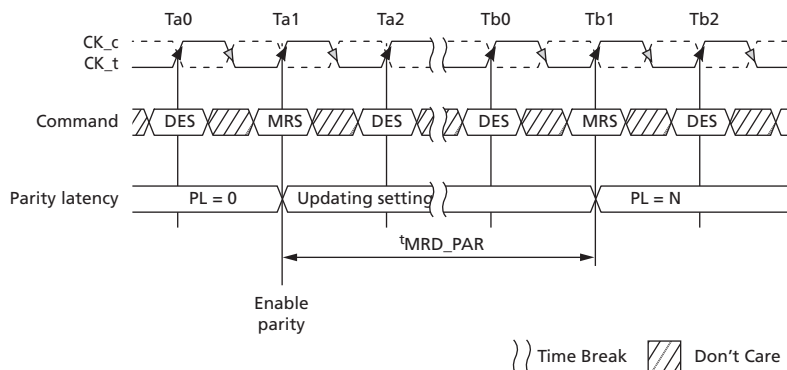 Ta0 Ta1 Ta2 Tb0 Tb1 Tb2
CK_c
CK_t
Command DES MRS DES DES MRS DES
Parity latency PL = 0 Updating setting PL = N
tMRD_PAR
Enable
parity
Time Break Don't Care